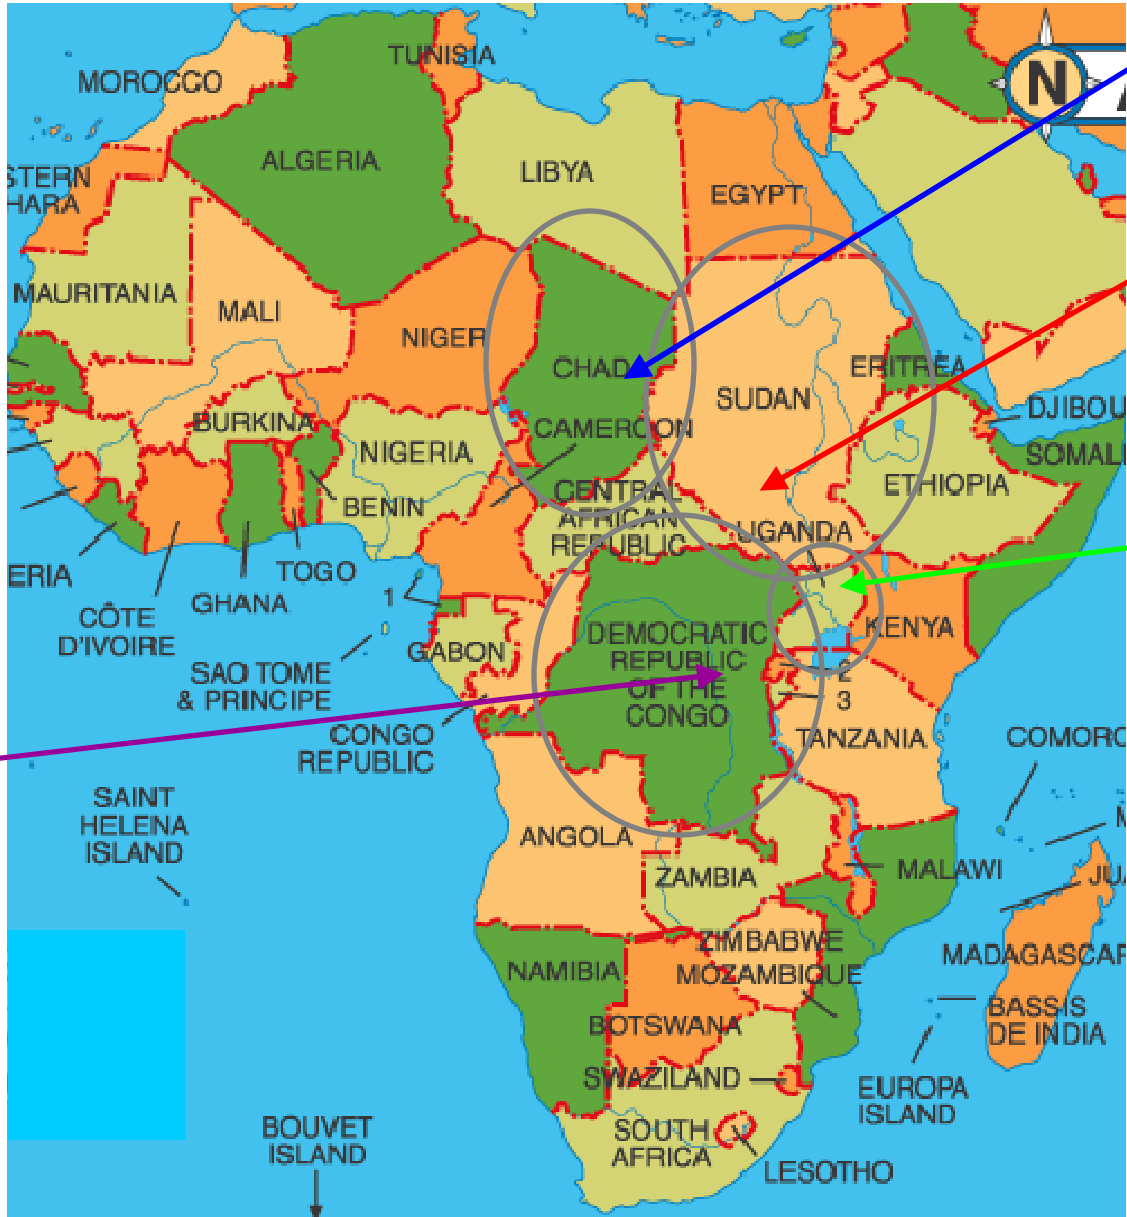 TUNISIA
MOROCCO
N
ALGERIA
LIBYA
STERN
HARA
EGYPT
MAURITANIA
MALI
NIGER
CHAD
ERITREA
SUDAN
BURKINA
DJIBOU
NIGERIA
CAMEROON
SOMALI
ETHIOPIA
BENIN
CENTRAL
AFRICAN
REPUBLIC
UGANDA
ERIA
TOGO
GHANA
1
CÔTE
D'IVOIRE
GABON
DEMOCRATIC
REPUBLIC
OF THE
CONGO
KENYA
2
3
SAO TOME
& PRINCIPE
CONGO
REPUBLIC
TANZANIA
COMORO
SAINT
HELENA
ISLAND
ANGOLA
M
ZAMBIA
MALAWI
JUA
ZIMBABWE
MADAGASCAR
NAMIBIA
MOZAMBIQUE
BASSIS
DE INDIA
BOTSWANA
SWAZILAND
EUROPA
ISLAND
BOUVET
ISLAND
SOUTH
AFRICA
LESOTHO